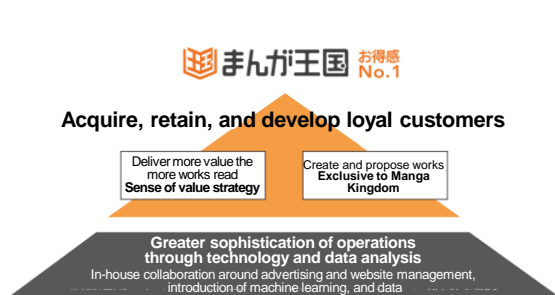 まんが王国 お得感
No.1
Acquire, retain, and develop loyal customers
Deliver more value the
more works read
Sense of value strategy
Create and propose works
Exclusive to Manga
Kingdom
Greater sophistication of operations
through technology and data analysis
In-house collaboration around advertising and website management,
introduction of machine learning, and data